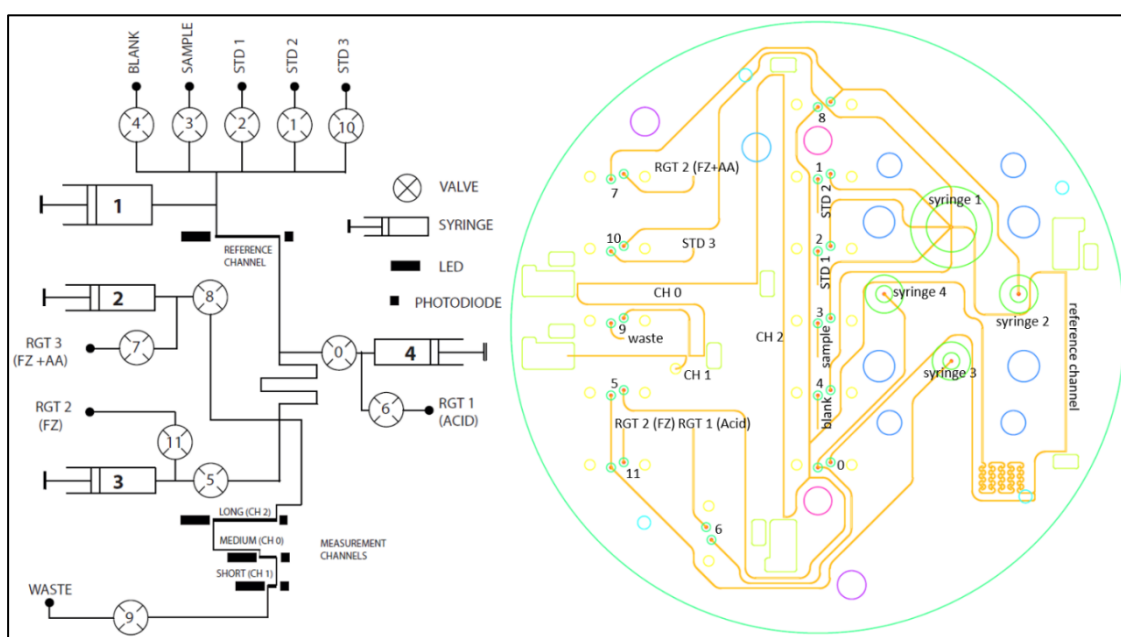 BLANK
SAMPLE
STD 1
STD 2
STD 3
4
3
2
1
10
1
VALVE
SYRINGE
LED
PHOTODIODE
REFERENCE
CHANNEL
2
8
RGT 3
(FZ +AA)
7
0
4
RGT 2
(FZ)
6
RGT 1
(ACID)
11
3
5
LONG (CH 2)
MEDIUM (CH 0)
SHORT (CH 1)
MEASUREMENT
CHANNELS
WASTE
9
8
RGT 2 (FZ+AA)
7
1
STD 2
syringe 1
10
STD 3
2
STD 1
CH 0
syringe 4
syringe 2
9
waste
CH 2
3
sample
reference channel
CH 1
syringe 3
5
4
blank
RGT 2 (FZ)
RGT 1 (Acid)
11
0
6